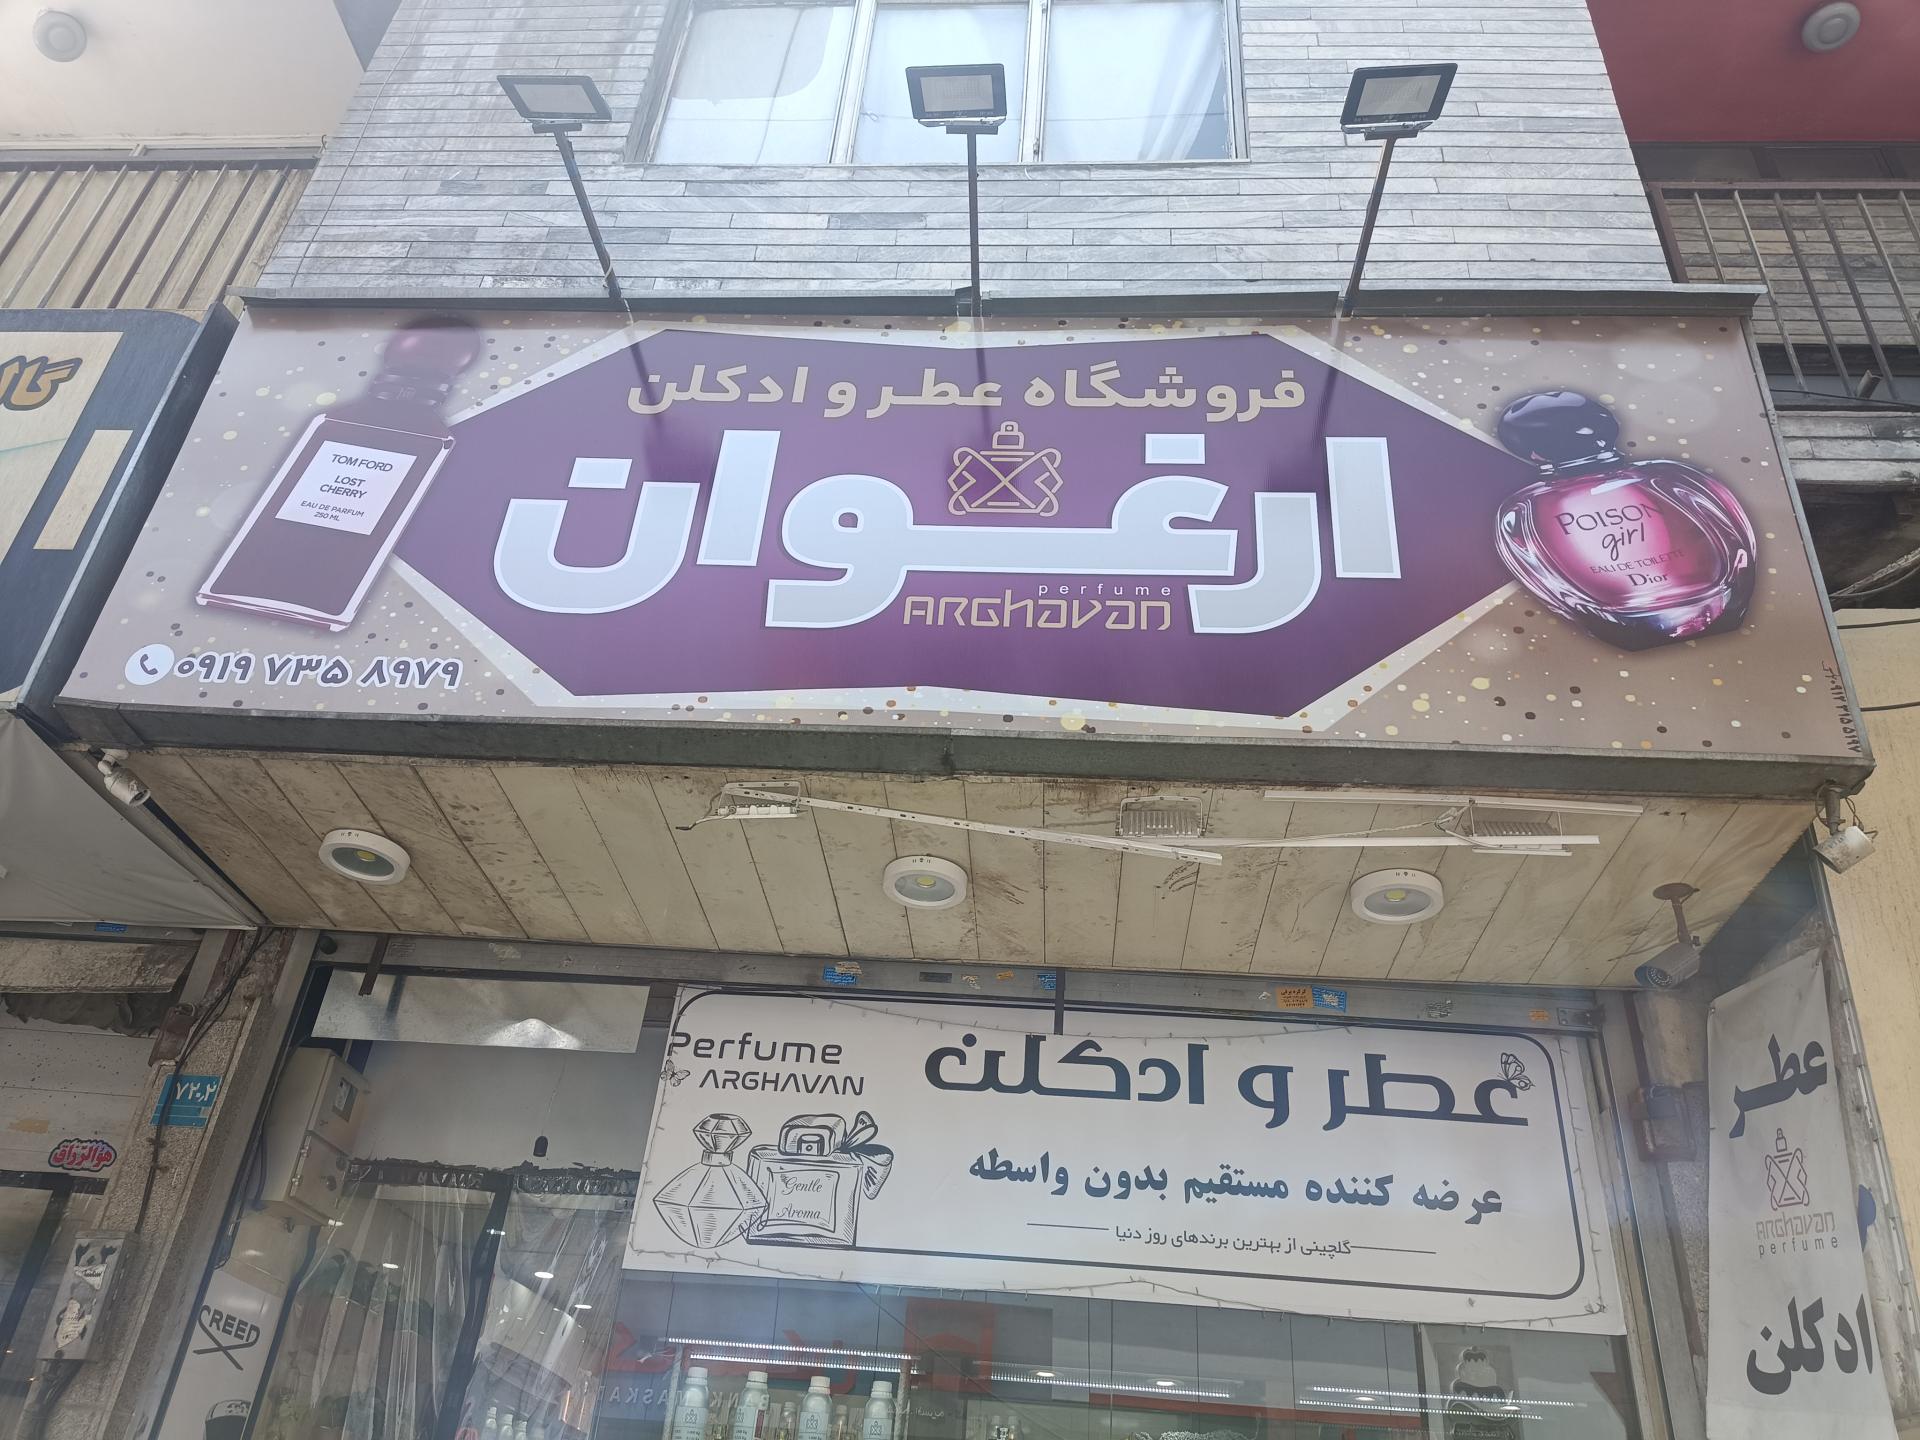 فروشگاه عطر و ادکلن
ارغوان
perfume
ARGhavan
TOM FORD
LOST
CHERRY
EAU DE PARFUM
250 ML
POISON
girl
EAU DE TOILETTE
Dior
۰۹۱۹ ۷۳۵ ۸۹۷۹
Perfume
ARGHAVAN
عطر و ادکلن
عرضه کننده مستقیم بدون واسطه
گلچینی از بهترین برندهای روز دنیا
Gentle
Aroma
عطر
ARGhavan
perfume
ادکلن
هوالرزاق
۲۰۳
CREED